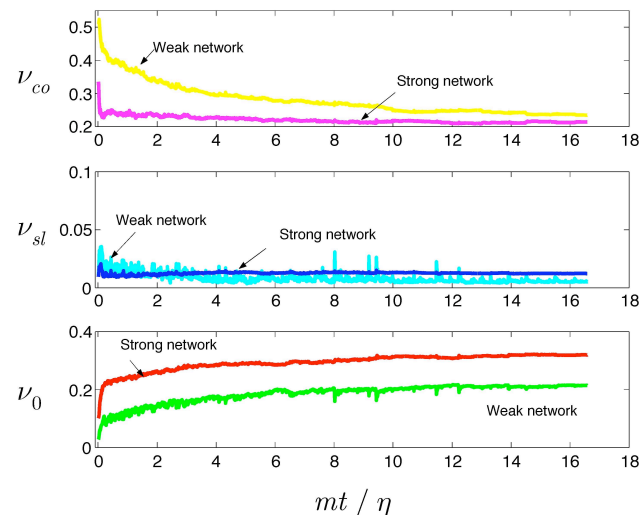 0.5
0.4
0.3
0.2
ν_co
Weak network
Strong network
0 2 4 6 8 10 12 14 16 18
0.1
0.05
0
ν_sl
Weak network
Strong network
0 2 4 6 8 10 12 14 16 18
0.4
0.2
0
ν_0
Strong network
Weak network
0 2 4 6 8 10 12 14 16 18
mt / η